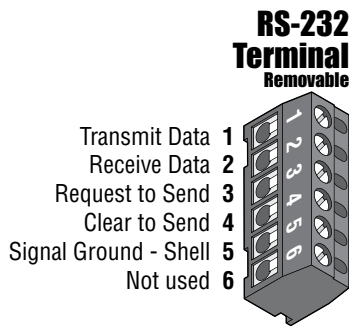 RS-232
Terminal
Removable
Transmit Data 1
Receive Data 2
Request to Send 3
Clear to Send 4
Signal Ground - Shell 5
Not used 6
1
2
3
4
5
6